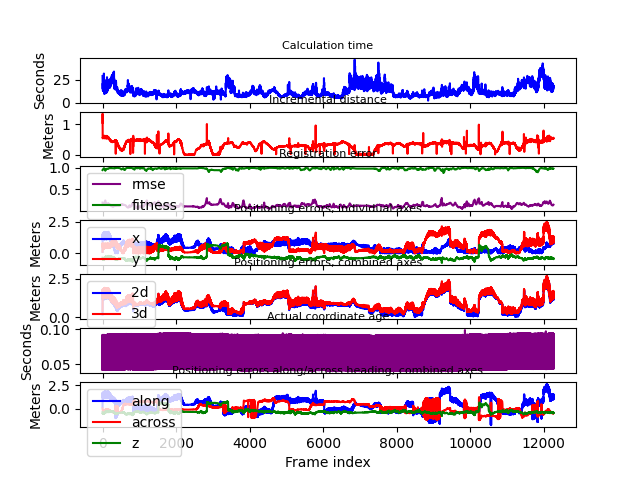 Calculation time
Seconds
25
0
Incremental distance
Meters
1
0
Registration error
1.0
0.5
rmse
fitness
Positioning errors, individual axes
Meters
2.5
0.0
x
y
Positioning errors, combined axes
Meters
2.5
0.0
2d
3d
Actual coordinate age
Seconds
0.10
0.05
Positioning errors along/across heading, combined axes
Meters
2.5
0.0
along
across
z
0 2000 4000 6000 8000 10000 12000
Frame index